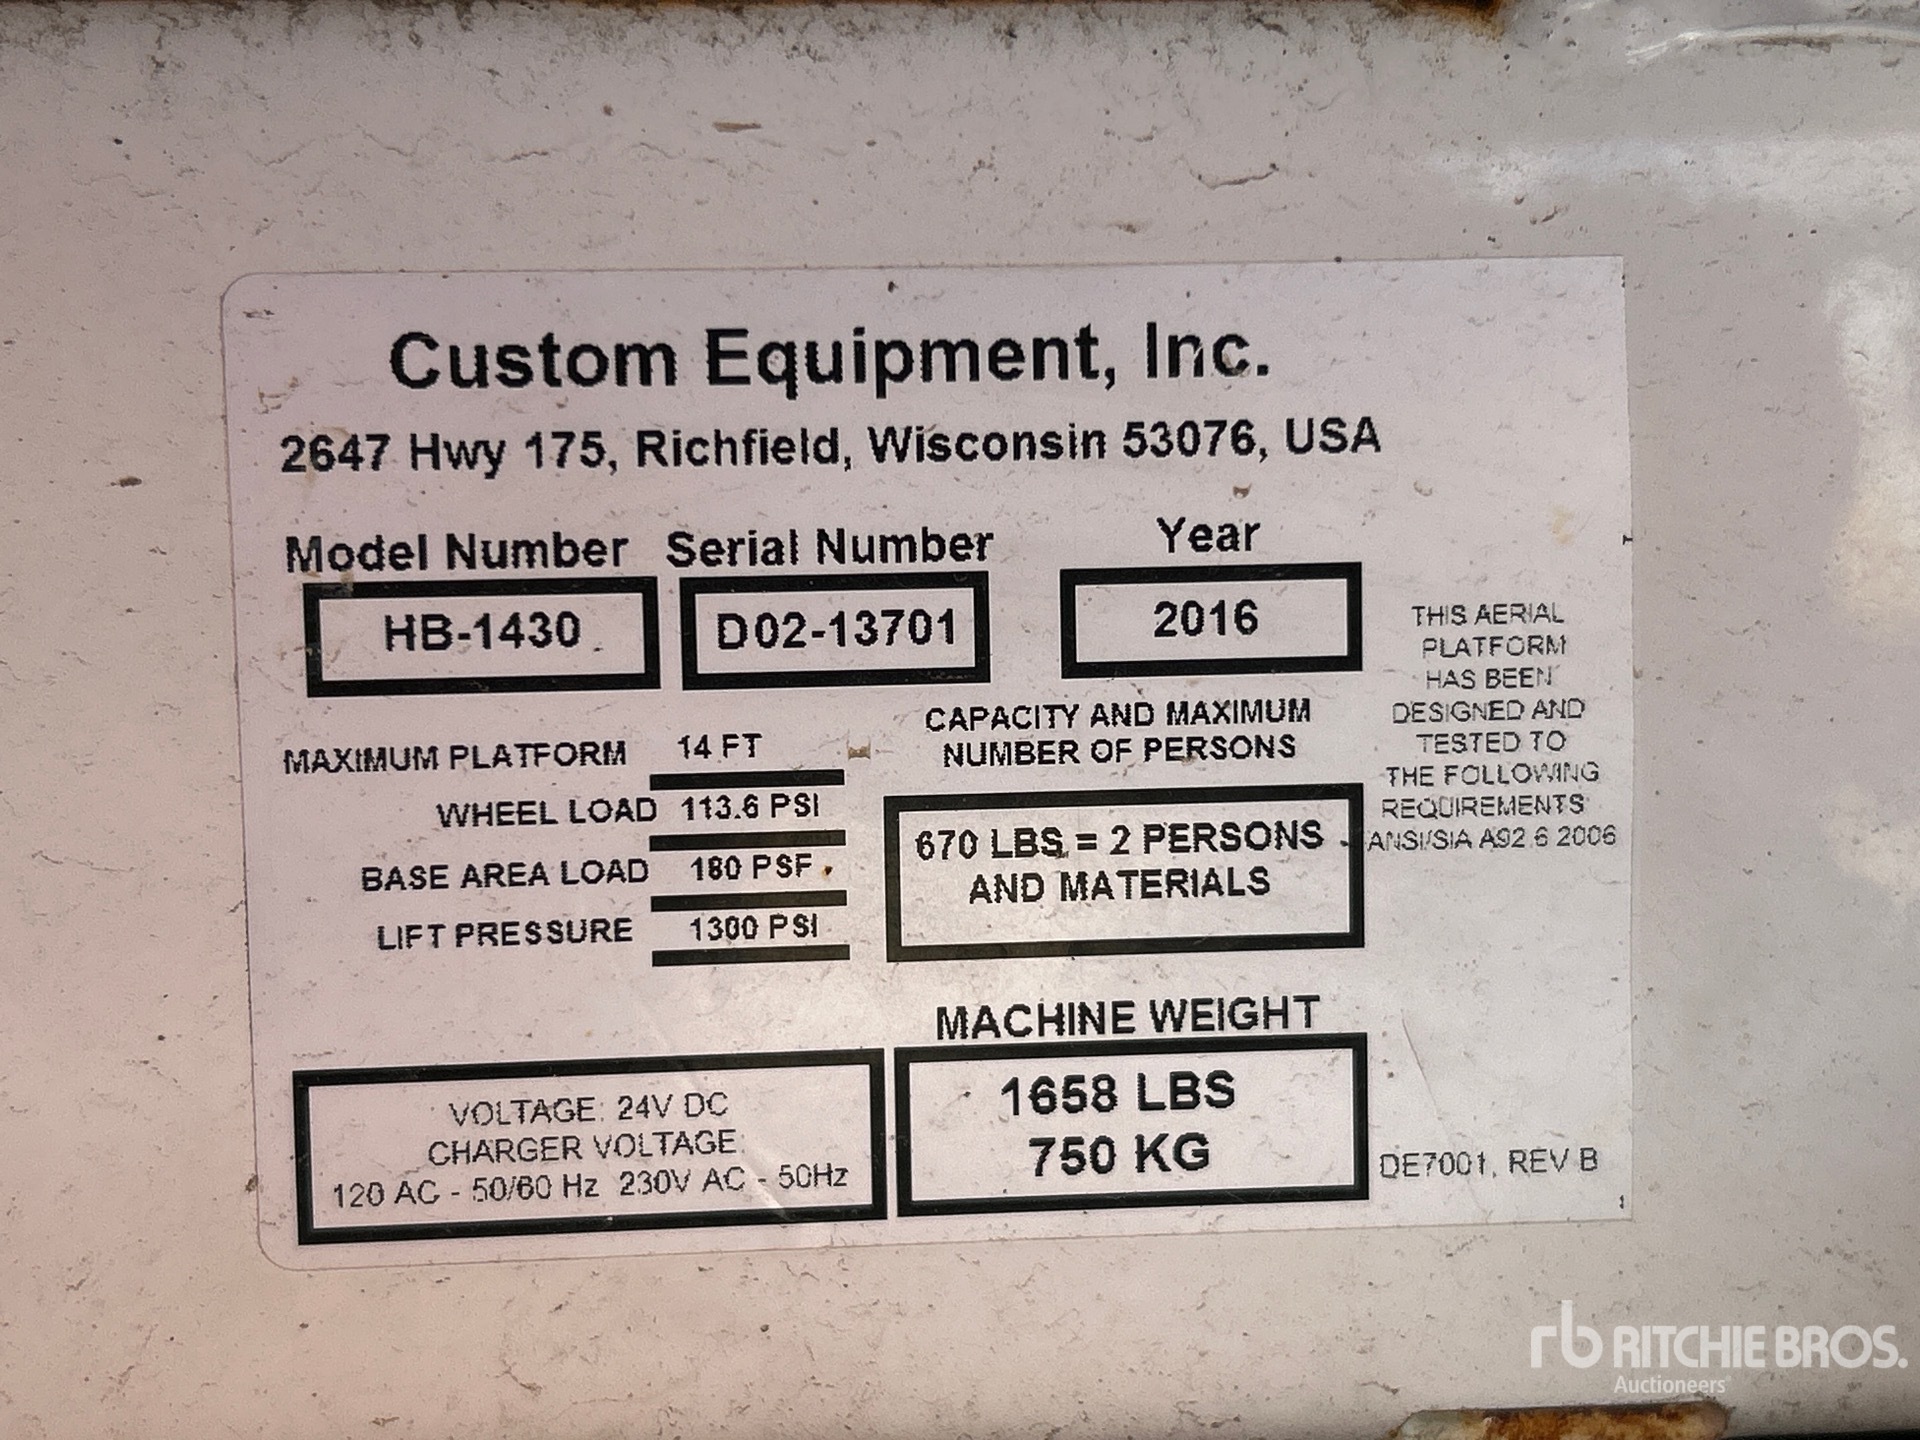 Custom Equipment, Inc.
2647 Hwy 175, Richfield, Wisconsin 53076, USA
Model Number Serial Number Year
HB-1430 D02-13701 2016
MAXIMUM PLATFORM 14 FT
WHEEL LOAD 113.6 PSI
BASE AREA LOAD 180 PSF
LIFT PRESSURE 1300 PSI
CAPACITY AND MAXIMUM
NUMBER OF PERSONS
670 LBS = 2 PERSONS
AND MATERIALS
THIS AERIAL
PLATFORM
HAS BEEN
DESIGNED AND
TESTED TO
THE FOLLOWING
REQUIREMENTS
ANSI/SIA A92.6 2006
VOLTAGE: 24V DC
CHARGER VOLTAGE:
120 AC - 50/60 Hz 230V AC - 50Hz
MACHINE WEIGHT
1658 LBS
750 KG
DE7001, REV B
rb RITCHIE BROS.
Auctioneers